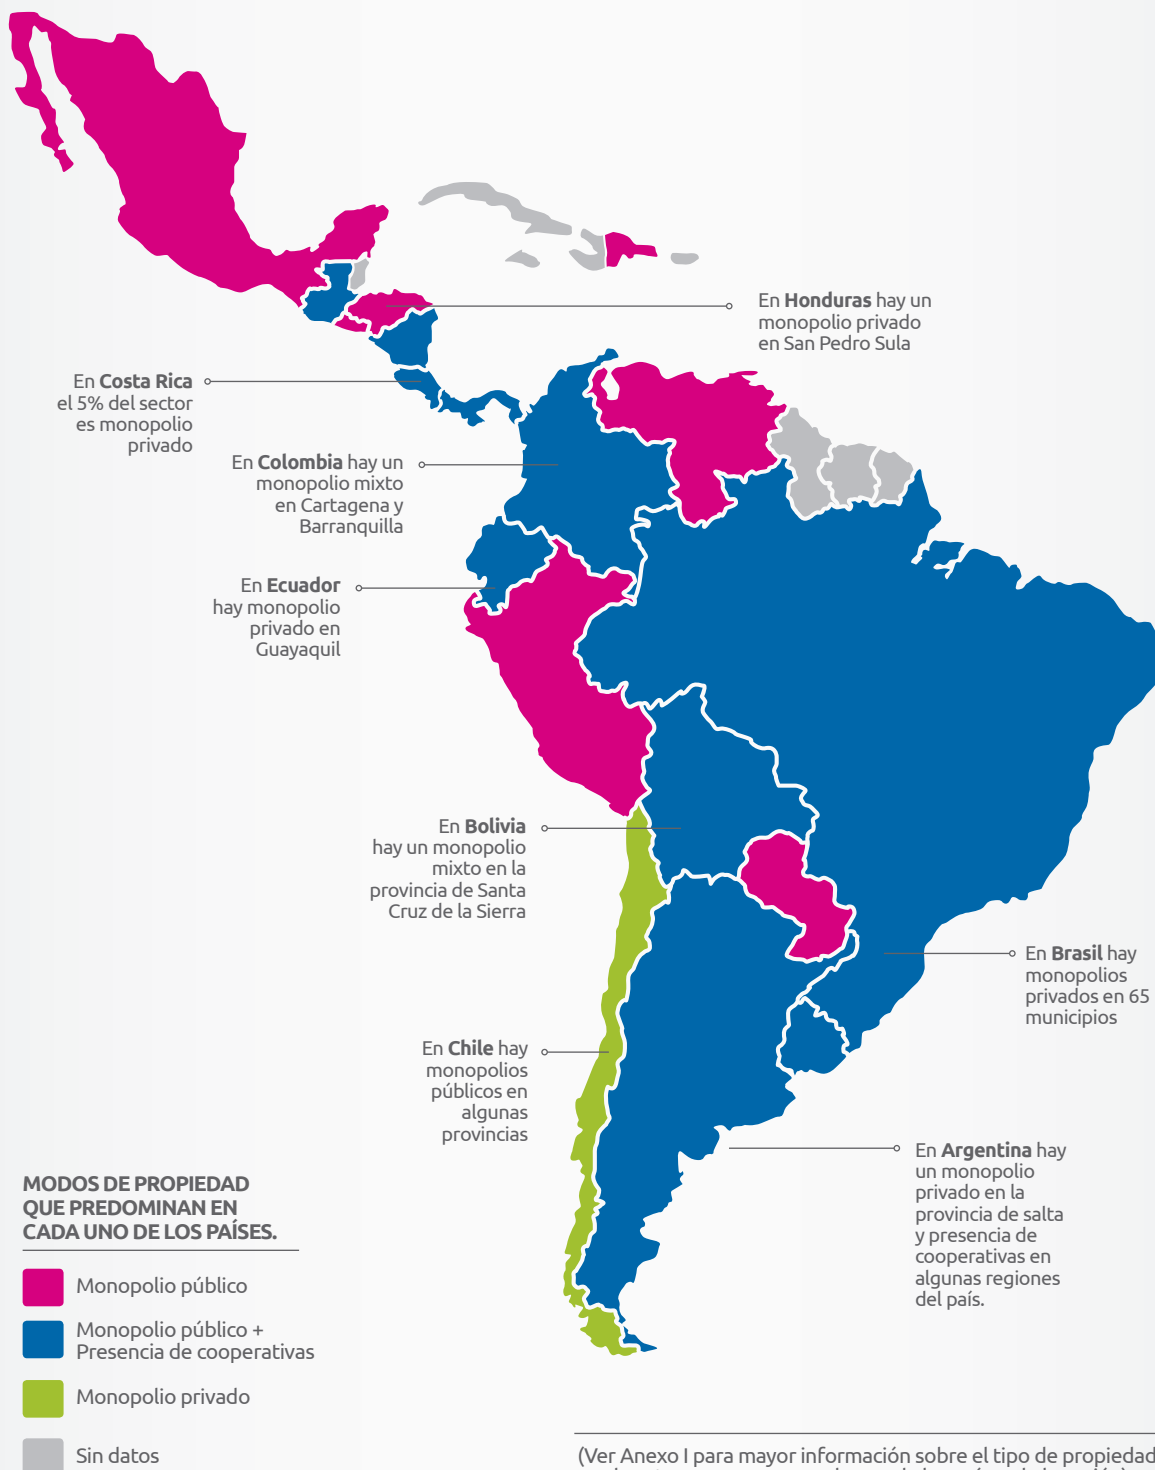 En Honduras hay un
monopolio privado
en San Pedro Sula
En Costa Rica
el 5% del sector
es monopolio
privado
En Colombia hay un
monopolio mixto
en Cartagena y
Barranquilla
En Ecuador
hay monopolio
privado en
Guayaquil
En Bolivia
hay un monopolio
mixto en la
provincia de Santa
Cruz de la Sierra
En Brasil hay
monopolios
privados en 65
municipios
En Chile hay
monopolios
públicos en
algunas
provincias
En Argentina hay
un monopolio
privado en la
provincia de salta
y presencia de
cooperativas en
algunas regiones
del país.
MODOS DE PROPIEDAD
QUE PREDOMINAN EN
CADA UNO DE LOS PAÍSES.
Monopolio público
Monopolio público +
Presencia de cooperativas
Monopolio privado
Sin datos
(Ver Anexo I para mayor información sobre el tipo de propiedad